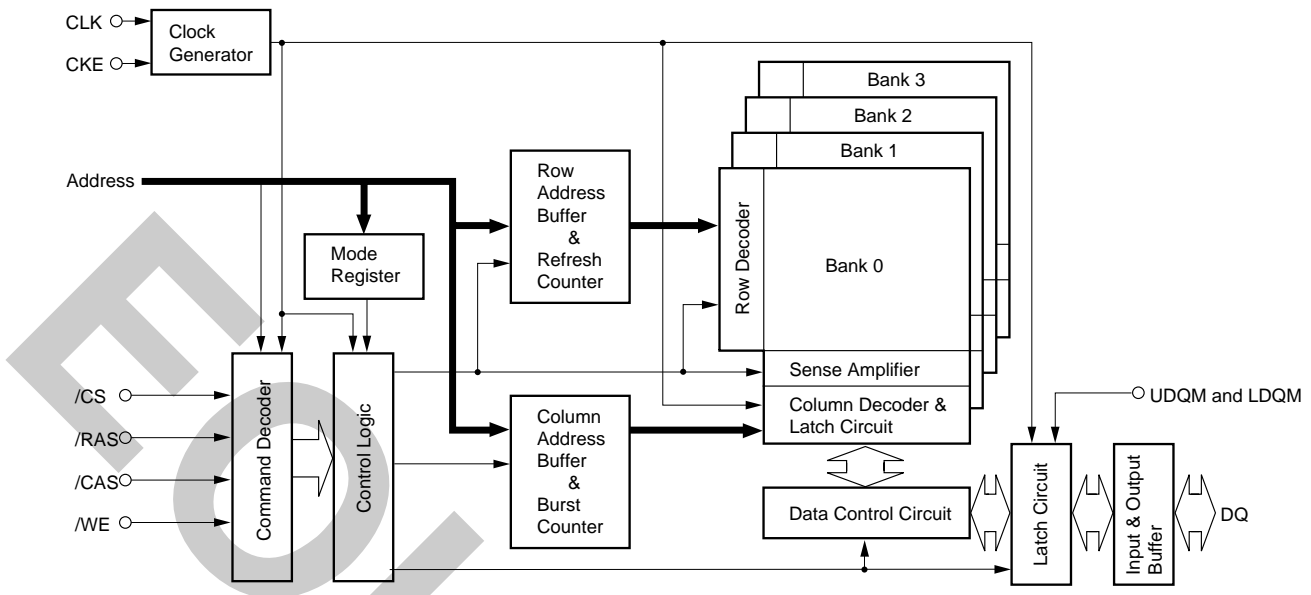 CLK
CKE
Clock
Generator
Bank 3
Bank 2
Bank 1
Bank 0
Address
Row
Address
Buffer
&
Refresh
Counter
Row Decoder
Mode
Register
Sense Amplifier
Column Decoder &
Latch Circuit
/CS
/RAS
/CAS
/WE
Command Decoder
Control Logic
Column
Address
Buffer
&
Burst
Counter
UDQM and LDQM
Data Control Circuit
Latch Circuit
Input & Output
Buffer
DQ
EO